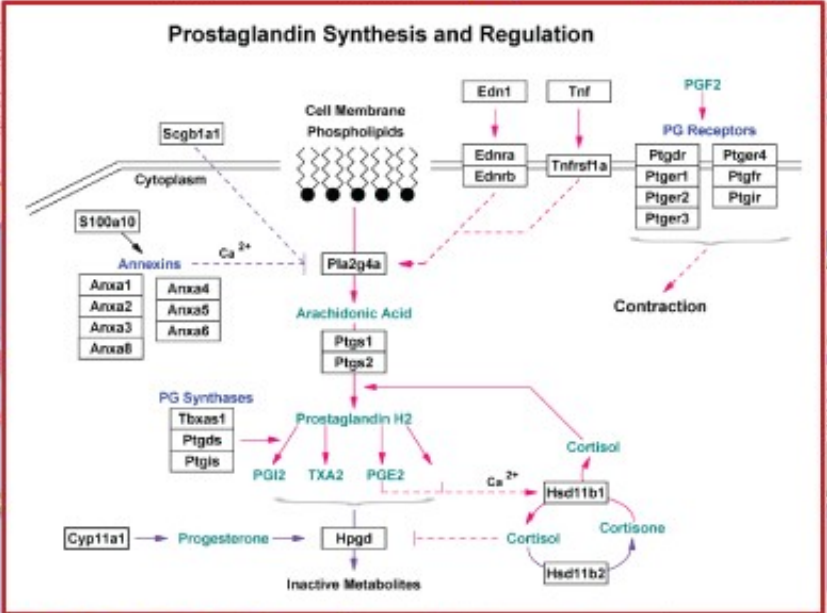 Prostaglandin Synthesis and Regulation
Edn1
Tnf
PGF2
Scgb1a1
Cell Membrane
Phospholipids
PG Receptors
Ednra
Ednrb
Tnfrsf1a
Ptgdr
Ptger1
Ptger2
Ptger3
Ptger4
Ptgfr
Ptgir
Cytoplasm
S100a10
Annexins
Ca 2+
Pla2g4a
Anxa1
Anxa2
Anxa3
Anxa8
Anxa4
Anxa5
Anxa6
Contraction
Arachidonic Acid
Ptgs1
Ptgs2
PG Synthases
Tbxas1
Ptgds
Ptgis
Prostaglandin H2
PGI2
TXA2
PGE2
Ca 2+
Cortisol
Hsd11b1
Cyp11a1
Progesterone
Hpgd
Cortisol
Cortisone
Hsd11b2
Inactive Metabolites